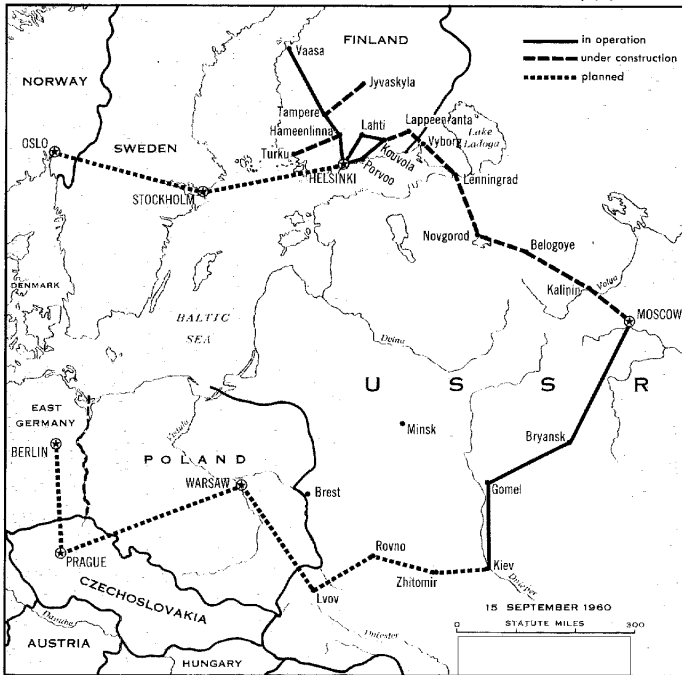 FINLAND
in operation
under construction
planned
Vaasa
Jyvaskyla
NORWAY
Tampere
Hameenlinna
Lahti
Lappeenranta
Lake
Ladoga
OSLO
SWEDEN
Turku
Vyborg
Kouvola
HELSINKI
Porvoo
Lenningrad
STOCKHOLM
Novgorod
Belogoye
DENMARK
Kalinin
Volga
BALTIC
SEA
MOSCOW
Dvina
U S S R
EAST
GERMANY
Vistula
Minsk
BERLIN
POLAND
Bryansk
WARSAW
Brest
Gomel
PRAGUE
Rovno
Zhitomir
Kiev
CZECHOSLOVAKIA
Lvov
Dnieper
Danube
Dniester
15 SEPTEMBER 1960
STATUTE MILES
0 300
AUSTRIA
HUNGARY